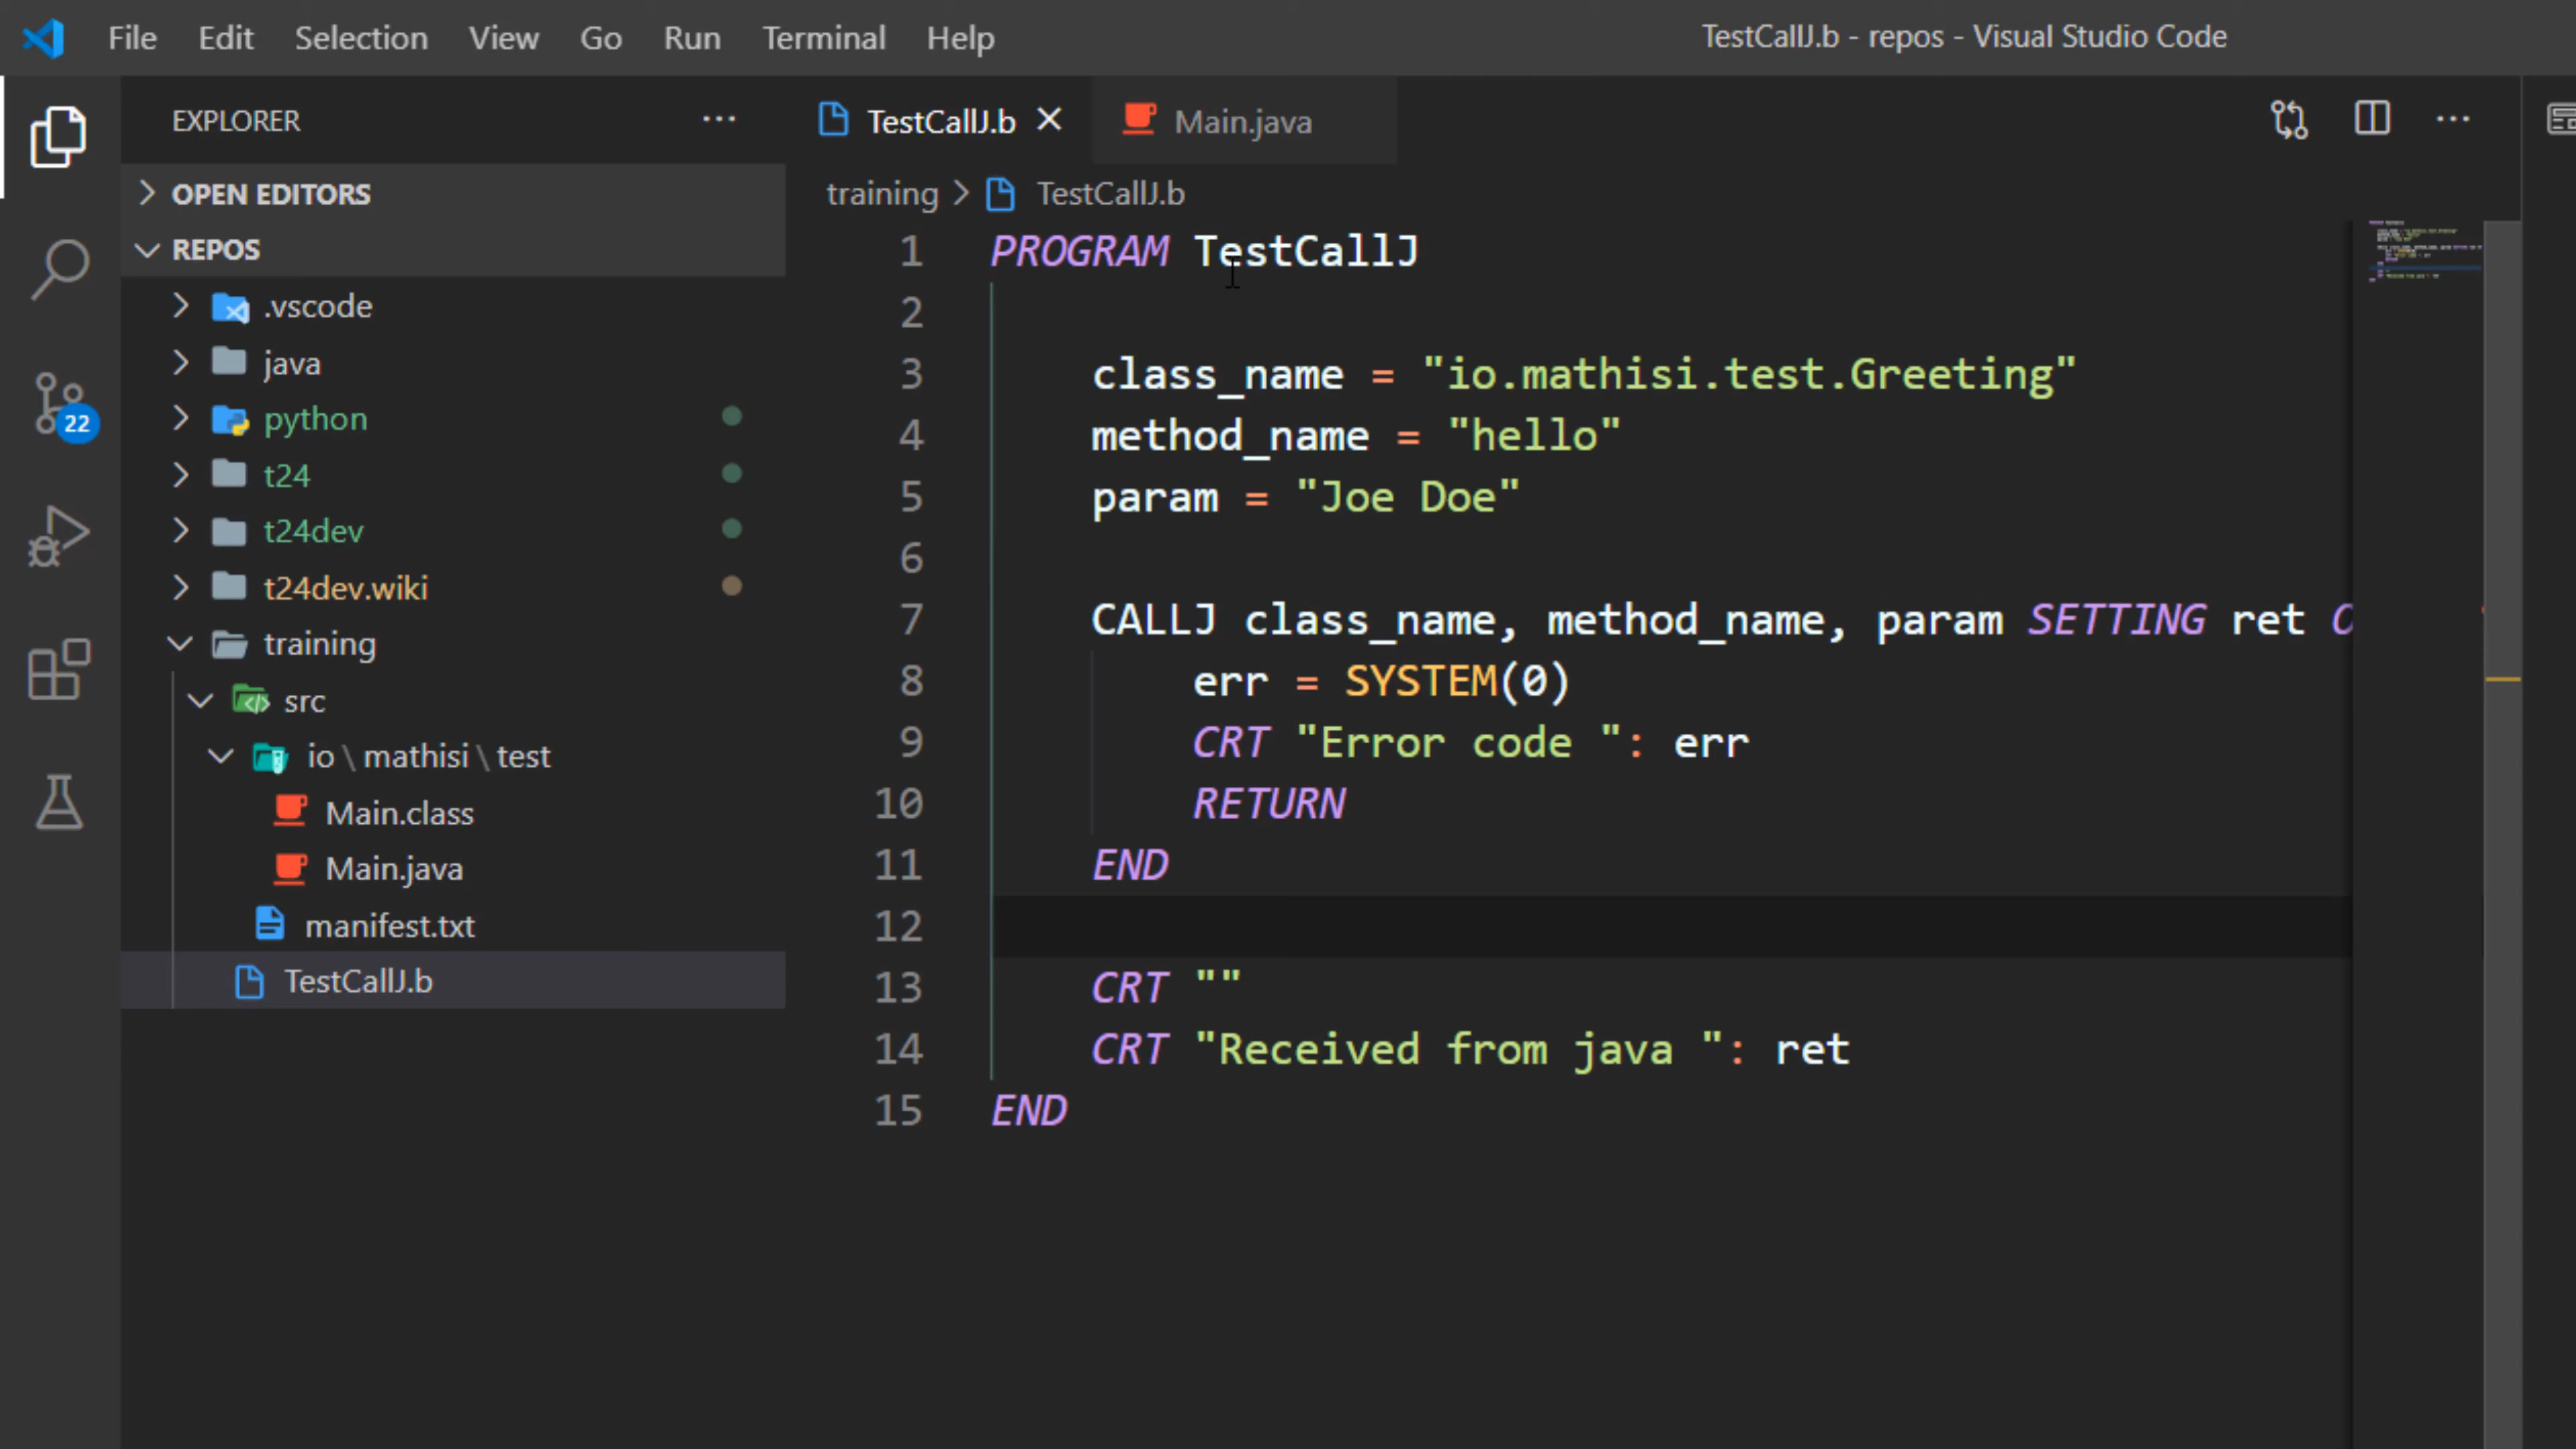 File Edit Selection View Go Run Terminal Help
TestCallJ.b - repos - Visual Studio Code
EXPLORER
OPEN EDITORS
REPOS
.vscode
java
python
t24
t24dev
t24dev.wiki
training
src
io \ mathisi \ test
Main.class
Main.java
manifest.txt
TestCallJ.b
22
TestCallJ.b Main.java
training > TestCallJ.b
1 PROGRAM TestCallJ
2
3 class_name = "io.mathisi.test.Greeting"
4 method_name = "hello"
5 param = "Joe Doe"
6
7 CALLJ class_name, method_name, param SETTING ret
8 err = SYSTEM(0)
9 CRT "Error code ": err
10 RETURN
11 END
12
13 CRT ""
14 CRT "Received from java ": ret
15 END